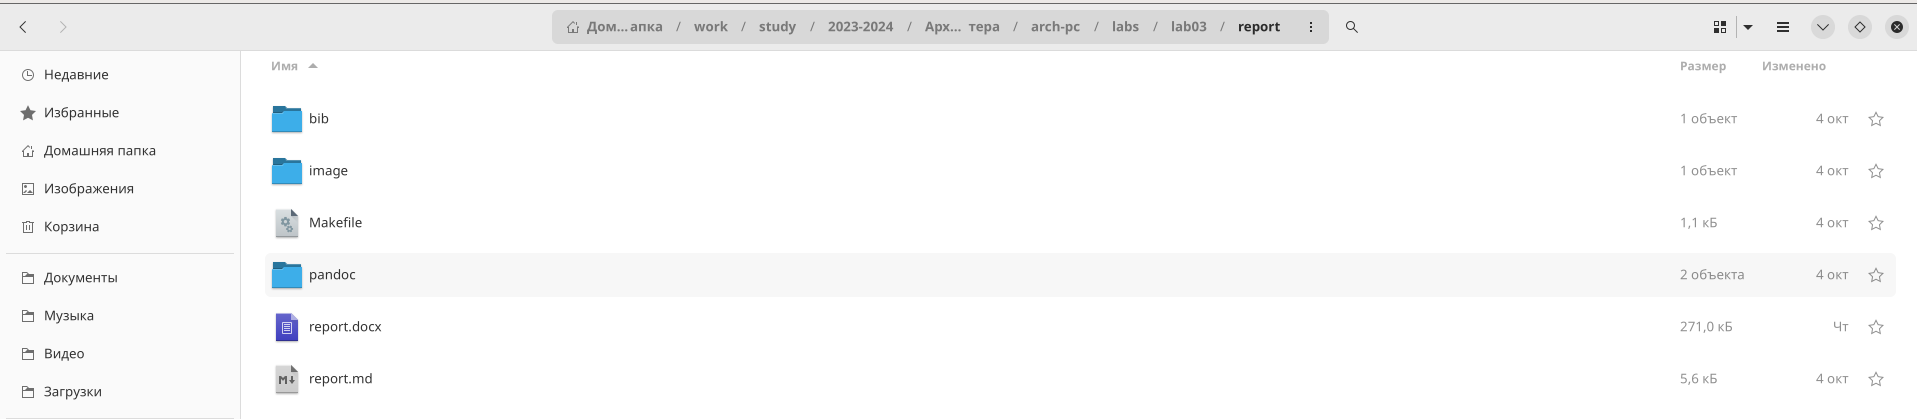 Дом…апка / work / study / 2023-2024 / Арх… тера / arch-pc / labs / lab03 / report
Недавние
Избранные
Домашняя папка
Изображения
Корзина
Документы
Музыка
Видео
Загрузки
Имя Размер Изменено
bib 1 объект 4 окт
image 1 объект 4 окт
Makefile 1,1 кБ 4 окт
pandoc 2 объекта 4 окт
report.docx 271,0 кБ Чт
M report.md 5,6 кБ 4 окт